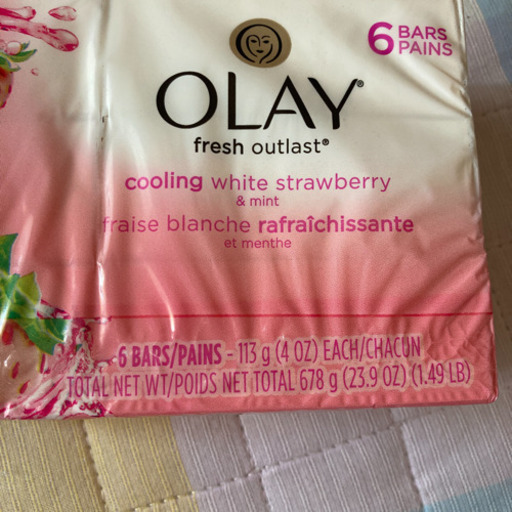 6 BARS
PAINS
OLAY®
fresh outlast®
cooling white strawberry
& mint
fraise blanche rafraîchissante
et menthe
6 BARS/PAINS - 113 g (4 OZ) EACH/CHACUN
TOTAL NET WT/POIDS NET TOTAL 678 g (23.9 OZ) (1.49 LB)